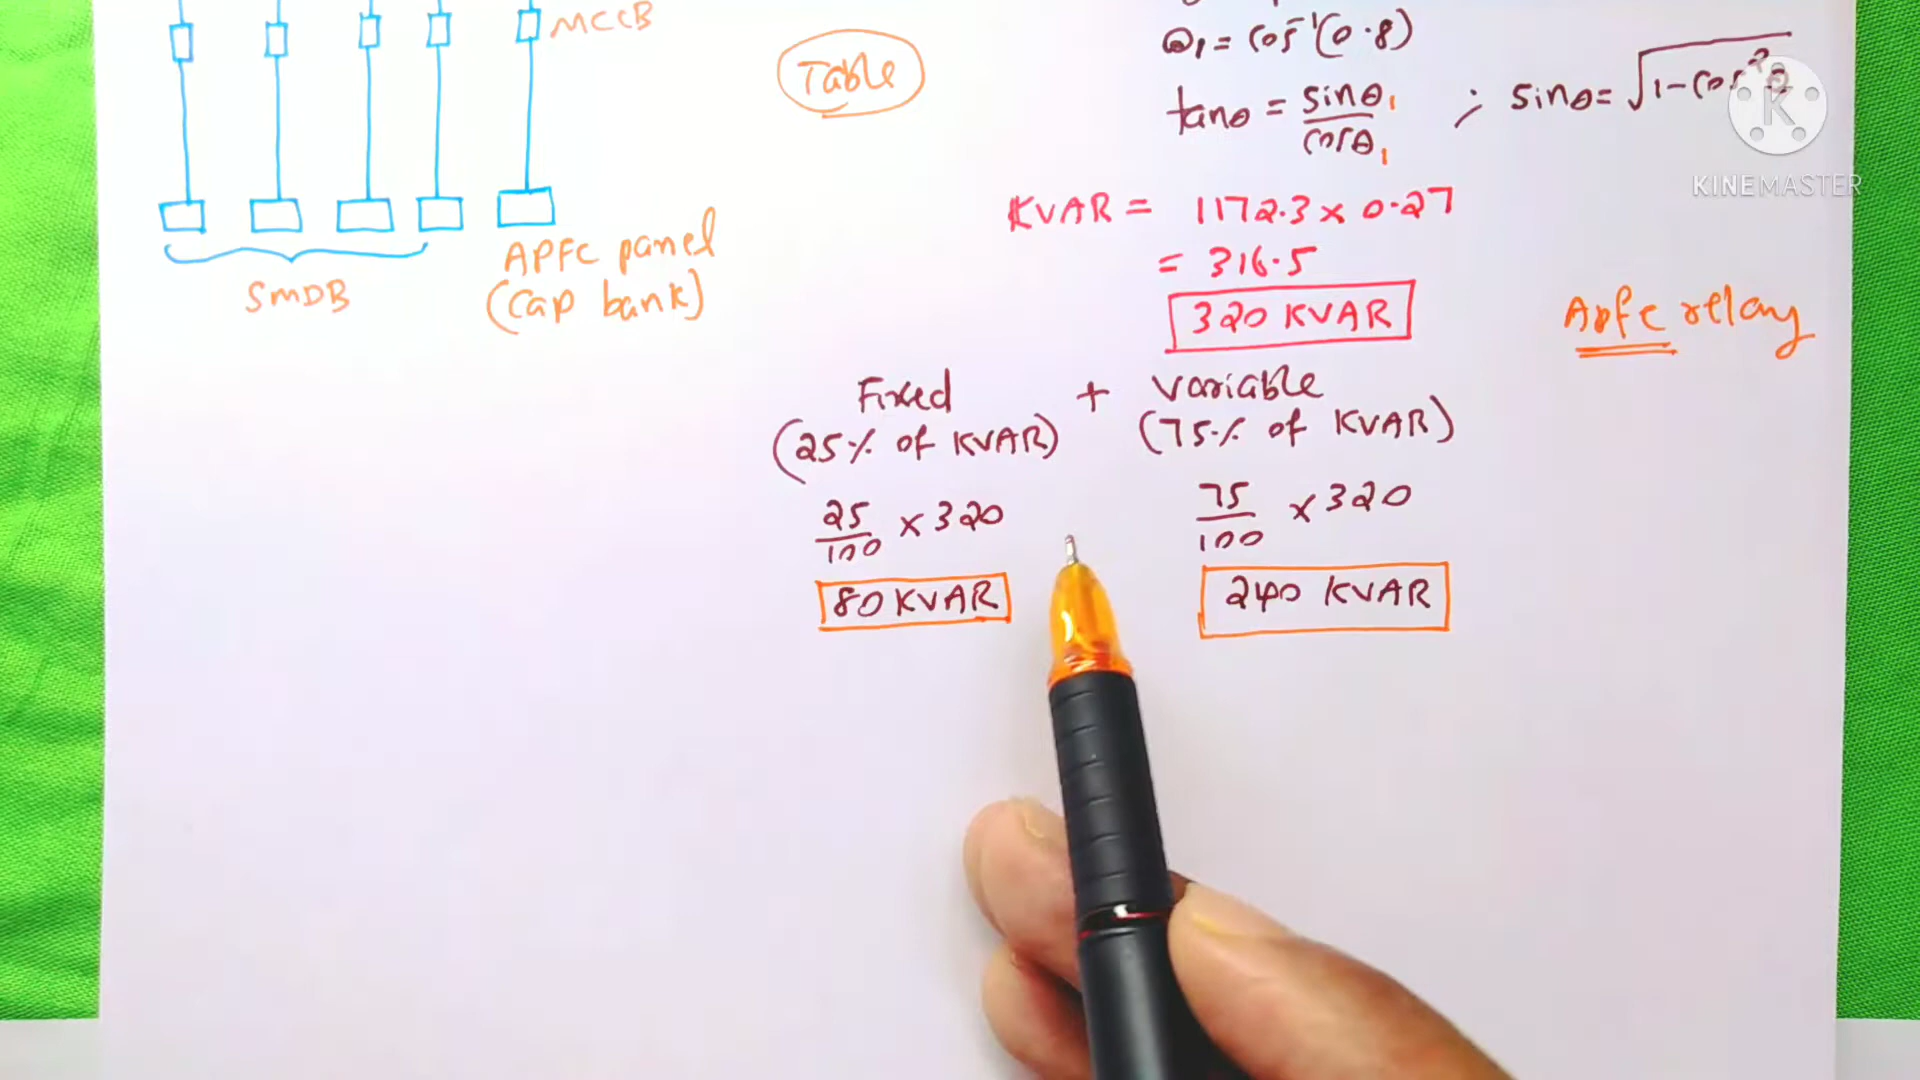 MCCB
Table
SMDB
APFC panel
(Cap bank)
θ1 = cos⁻¹(0.8)
tanθ = sinθ1 / cosθ1 ; sinθ = √1-cos²θ
KINEMASTER
KVAR = 1172.3 x 0.27
= 316.5
320 KVAR
APFC relay
Fixed + Variable
(25% of KVAR) (75% of KVAR)
25/100 x 320 75/100 x 320
80 KVAR 240 KVAR